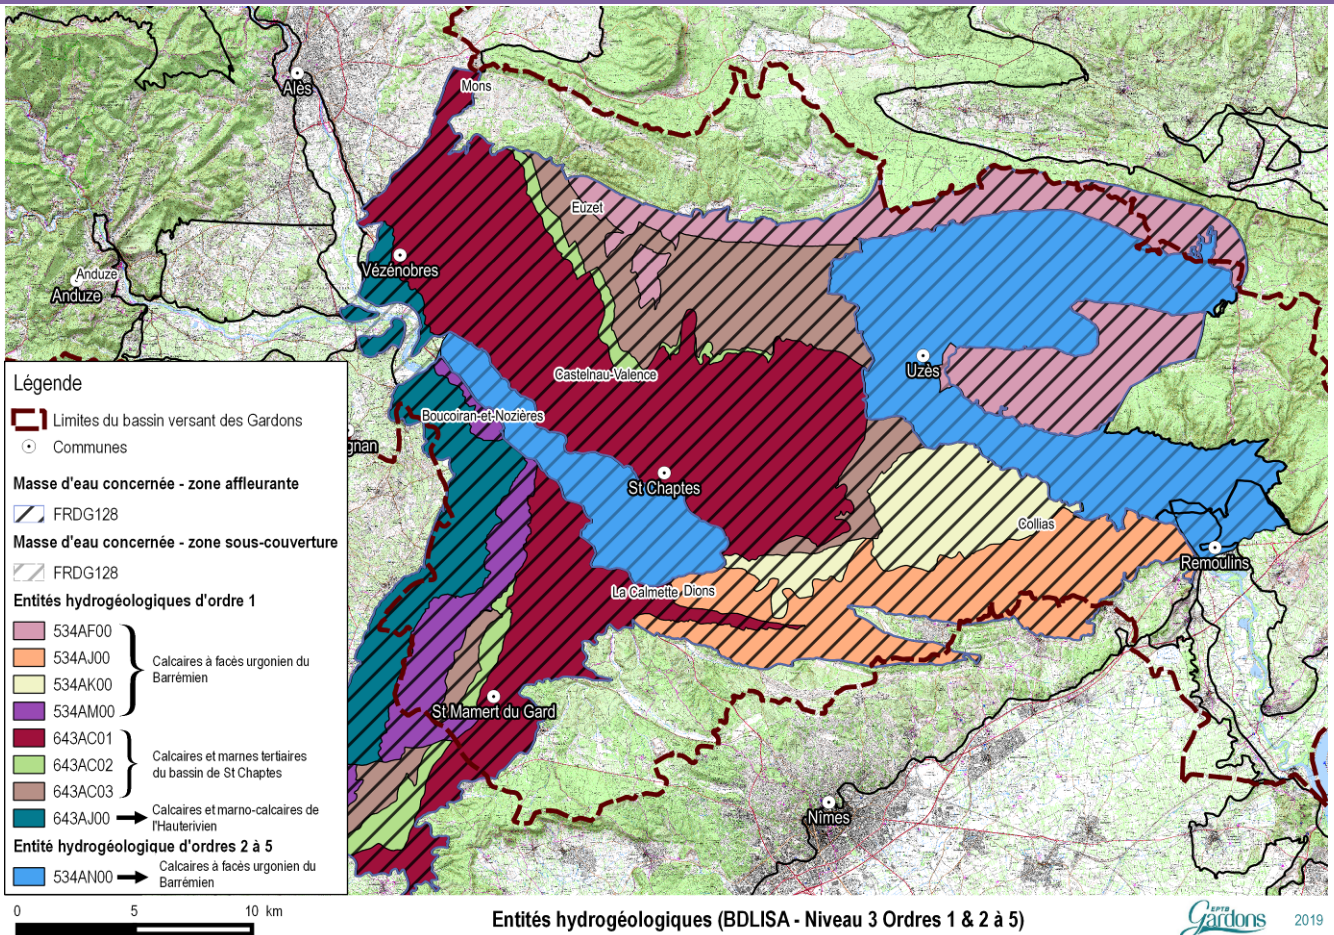 Mons
Alès
Euzet
Vézénobres
Anduze
Anduze
Uzès
Castelnau-Valence
Boucoiran-et-Nozières
gnan
St Chaptes
Collias
Remoulins
La Calmette
Dions
St Mamert du Gard
Nîmes
Légende
Limites du bassin versant des Gardons
Communes
Masse d'eau concernée - zone affleurante
FRDG128
Masse d'eau concernée - zone sous-couverture
FRDG128
Entités hydrogéologiques d'ordre 1
534AF00
534AJ00
534AK00
534AM00
Calcaires à facès urgonien du
Barrémien
643AC01
643AC02
643AC03
Calcaires et marnes tertiaires
du bassin de St Chaptes
643AJ00
Calcaires et marno-calcaires de
l'Hauterivien
Entité hydrogéologique d'ordres 2 à 5
534AN00
Calcaires à facès urgonien du
Barrémien
0 5 10 km
Entités hydrogéologiques (BDLISA - Niveau 3 Ordres 1 & 2 à 5)
EPTB
Gardons
2019